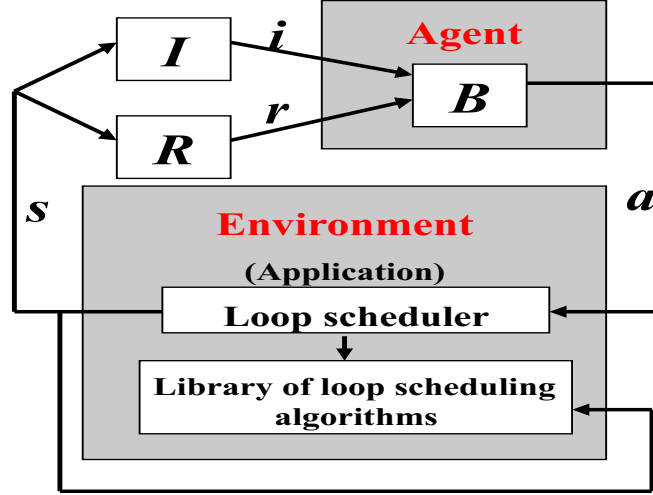 Agent
I
i
B
r
R
s
a
Environment
(Application)
Loop scheduler
Library of loop scheduling
algorithms